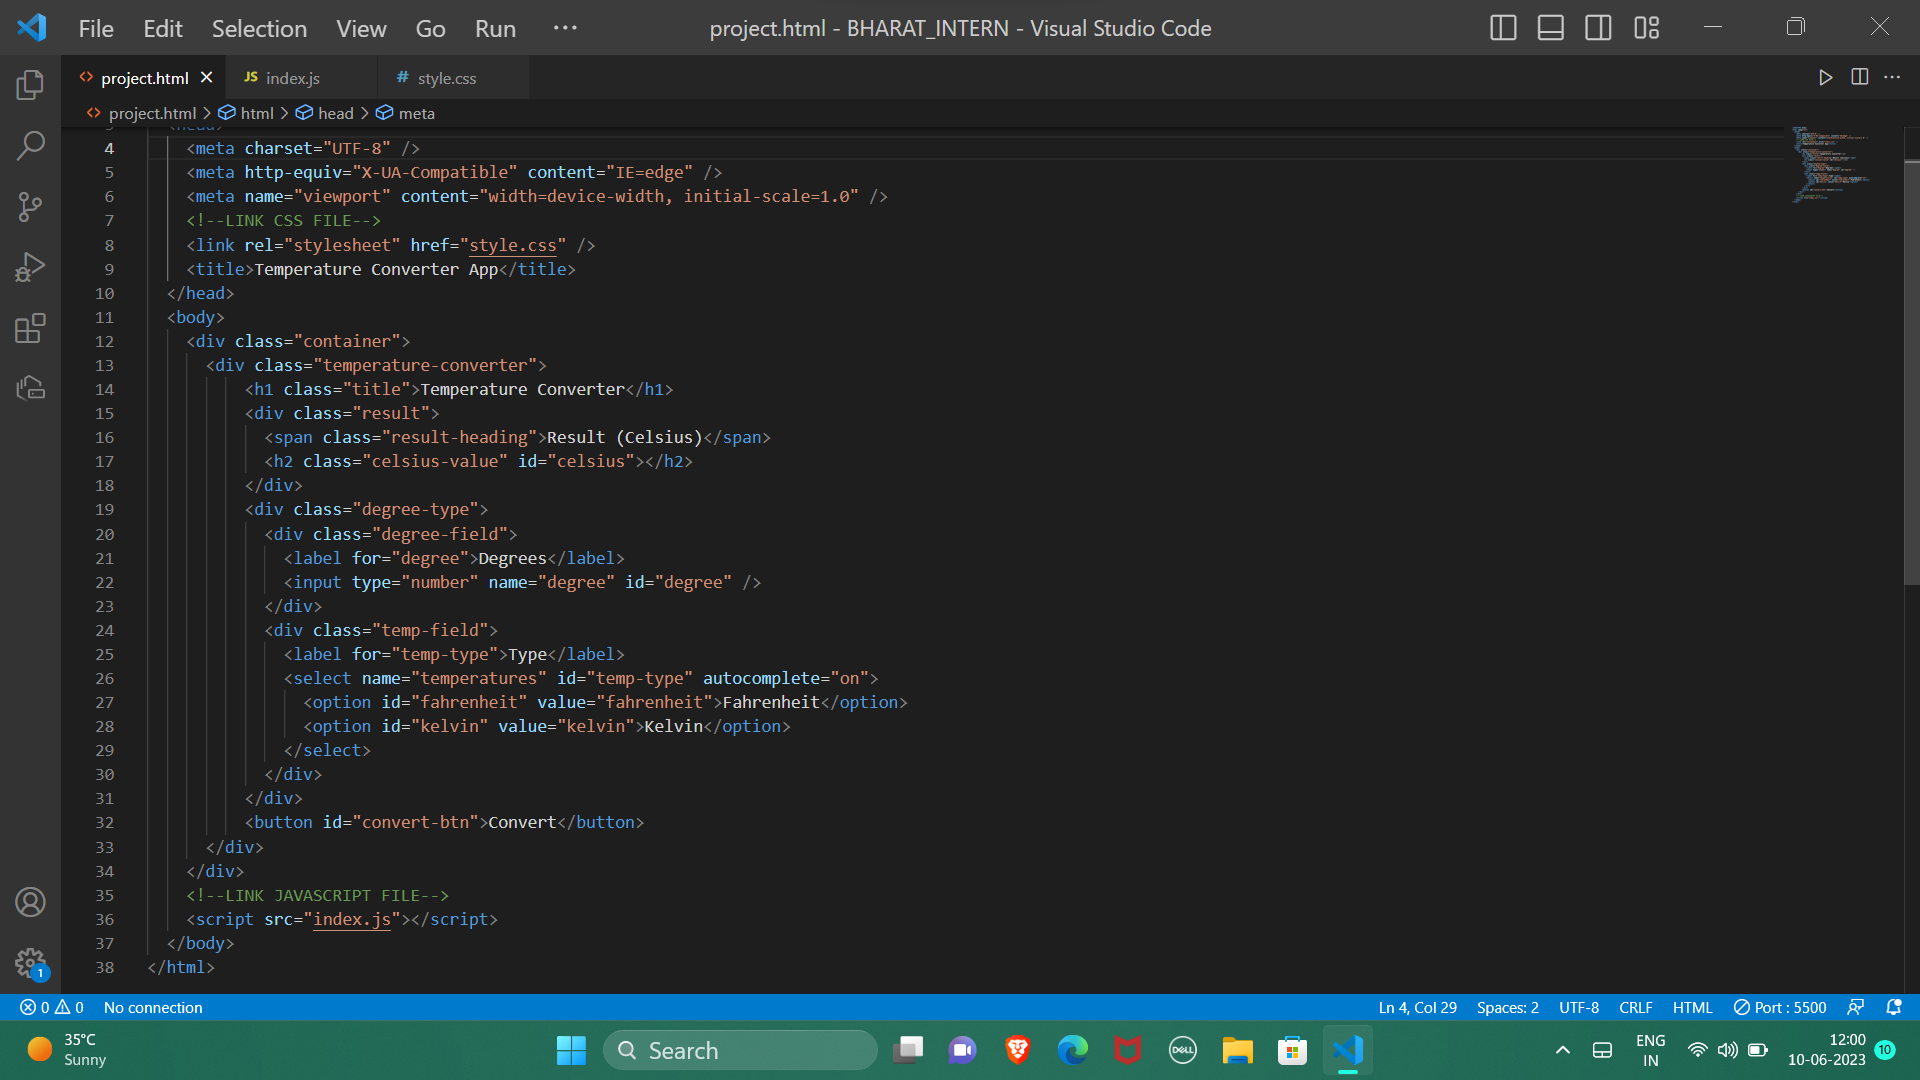 File Edit Selection View Go Run ··· project.html - BHARAT_INTERN - Visual Studio Code
<> project.html × JS index.js # style.css
<> project.html > html > head > meta
3 <head>
4 <meta charset="UTF-8" />
5 <meta http-equiv="X-UA-Compatible" content="IE=edge" />
6 <meta name="viewport" content="width=device-width, initial-scale=1.0" />
7 <!--LINK CSS FILE-->
8 <link rel="stylesheet" href="style.css" />
9 <title>Temperature Converter App</title>
10 </head>
11 <body>
12 <div class="container">
13 <div class="temperature-converter">
14 <h1 class="title">Temperature Converter</h1>
15 <div class="result">
16 <span class="result-heading">Result (Celsius)</span>
17 <h2 class="celsius-value" id="celsius"></h2>
18 </div>
19 <div class="degree-type">
20 <div class="degree-field">
21 <label for="degree">Degrees</label>
22 <input type="number" name="degree" id="degree" />
23 </div>
24 <div class="temp-field">
25 <label for="temp-type">Type</label>
26 <select name="temperatures" id="temp-type" autocomplete="on">
27 <option id="fahrenheit" value="fahrenheit">Fahrenheit</option>
28 <option id="kelvin" value="kelvin">Kelvin</option>
29 </select>
30 </div>
31 </div>
32 <button id="convert-btn">Convert</button>
33 </div>
34 </div>
35 <!--LINK JAVASCRIPT FILE-->
36 <script src="index.js"></script>
37 </body>
38 </html>
1
0 0 No connection Ln 4, Col 29 Spaces: 2 UTF-8 CRLF HTML Port : 5500
35°C
Sunny
Search
DELL
ENG
IN
12:00
10-06-2023
10